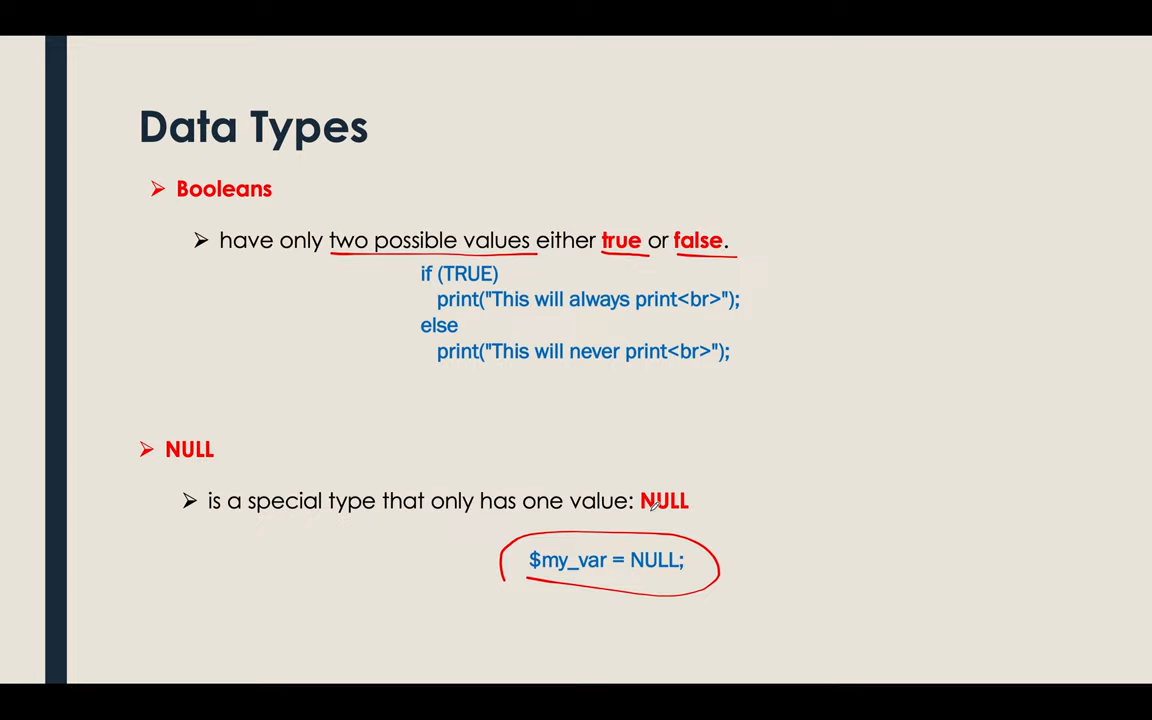 Data Types
Booleans
have only two possible values either true or false.
if (TRUE)
print("This will always print<br>");
else
print("This will never print<br>");
NULL
is a special type that only has one value: NULL
$my_var = NULL;